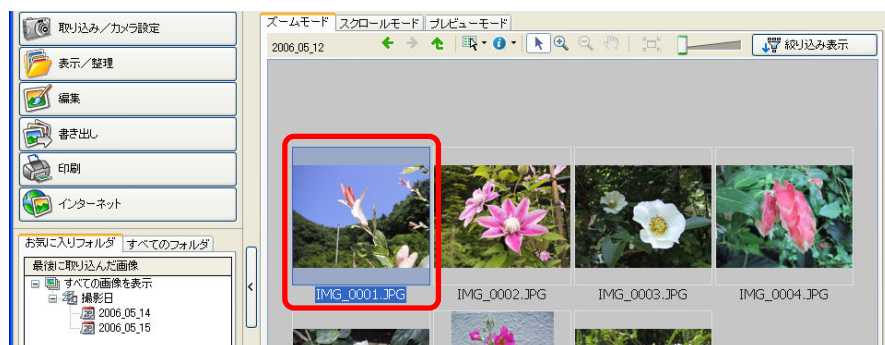 取り込み／カメラ設定
表示／整理
編集
書き出し
印刷
インターネット
お気に入りフォルダ すべてのフォルダ
最後に取り込んだ画像
すべての画像を表示
撮影日
2006_05_14
2006_05_15
ズームモード スクロールモード プレビューモード
2006_05_12
絞り込み表示
IMG_0001.JPG IMG_0002.JPG IMG_0003.JPG IMG_0004.JPG